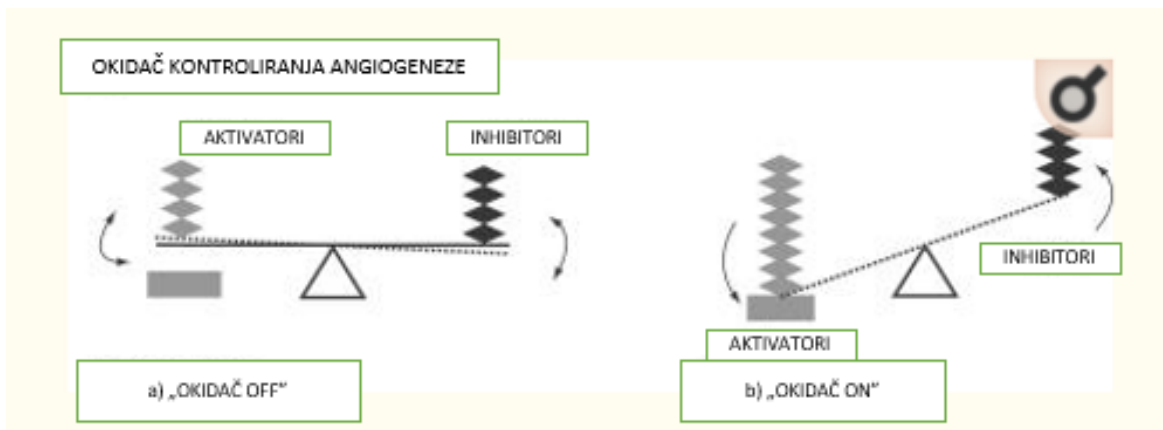 OKIDAČ KONTROLIRANJA ANGIOGENEZE
AKTIVATORI
INHIBITORI
INHIBITORI
AKTIVATORI
a) „OKIDAČ OFF“
b) „OKIDAČ ON“